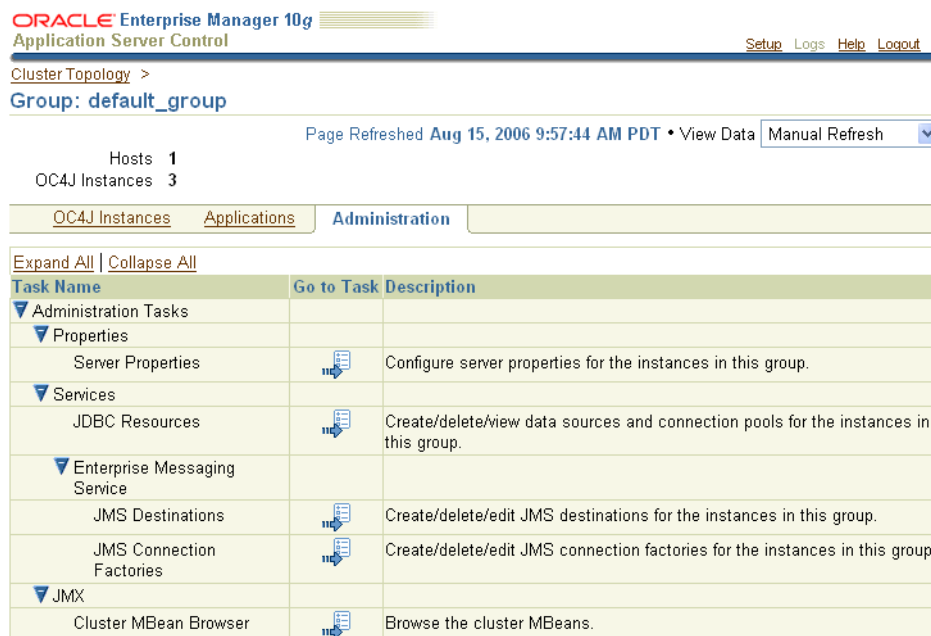 ORACLE Enterprise Manager 10g
Application Server Control
Setup Logs Help Logout
Cluster Topology >
Group: default_group
Page Refreshed Aug 15, 2006 9:57:44 AM PDT • View Data Manual Refresh
Hosts 1
OC4J Instances 3
OC4J Instances Applications Administration
Expand All | Collapse All
Task Name Go to Task Description
Administration Tasks
Properties
Server Properties Configure server properties for the instances in this group.
Services
JDBC Resources Create/delete/view data sources and connection pools for the instances in
this group.
Enterprise Messaging
Service
JMS Destinations Create/delete/edit JMS destinations for the instances in this group.
JMS Connection Create/delete/edit JMS connection factories for the instances in this group
Factories
JMX
Cluster MBean Browser Browse the cluster MBeans.